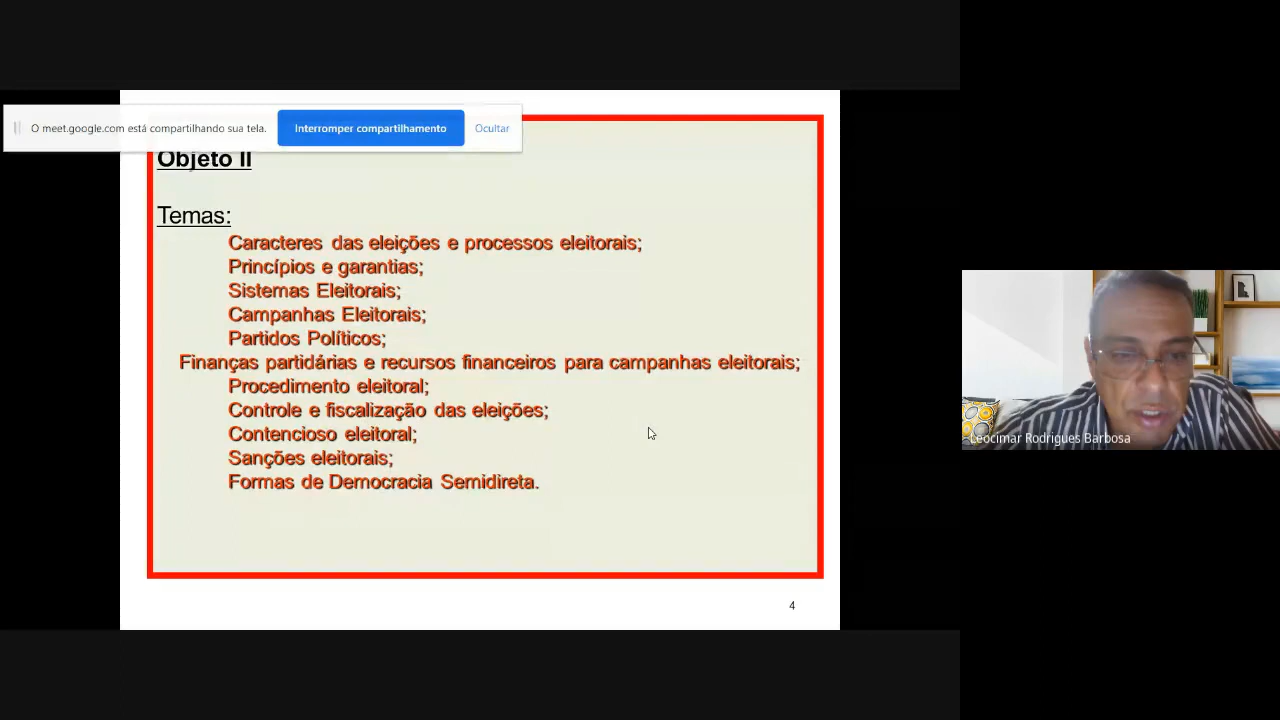 O meet.google.com está compartilhando sua tela. Interromper compartilhamento Ocultar
Objeto II
Temas:
Caracteres das eleições e processos eleitorais;
Princípios e garantias;
Sistemas Eleitorais;
Campanhas Eleitorais;
Partidos Políticos;
Finanças partidárias e recursos financeiros para campanhas eleitorais;
Procedimento eleitoral;
Controle e fiscalização das eleições;
Contencioso eleitoral;
Sanções eleitorais;
Formas de Democracia Semidireta.
4
Leocimar Rodrigues Barbosa